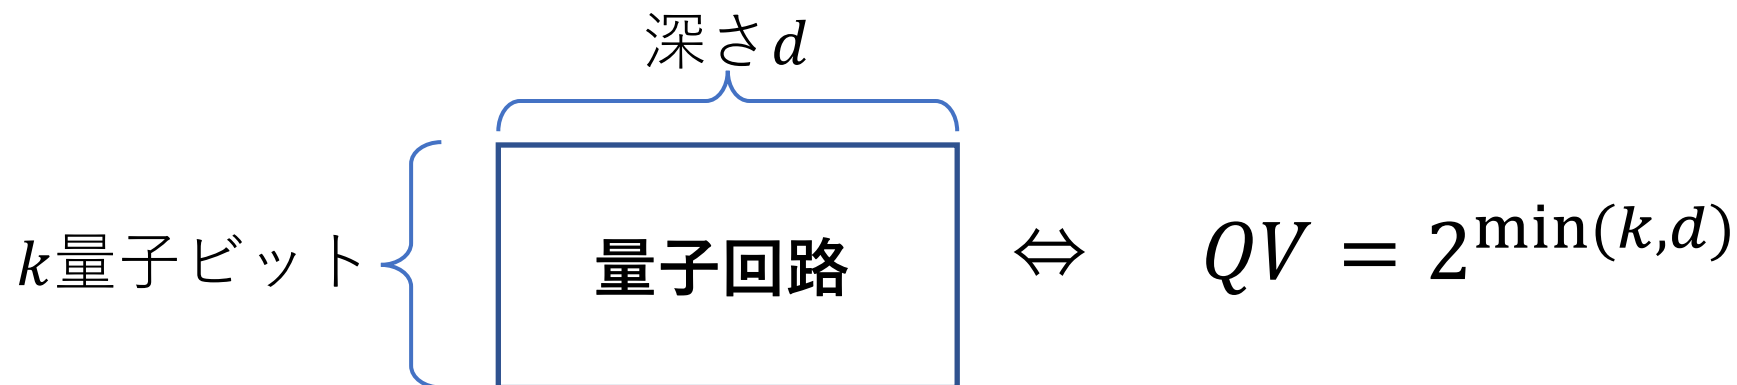 深さd
k量子ビット
量子回路
⇔
QV = 2^min(k,d)